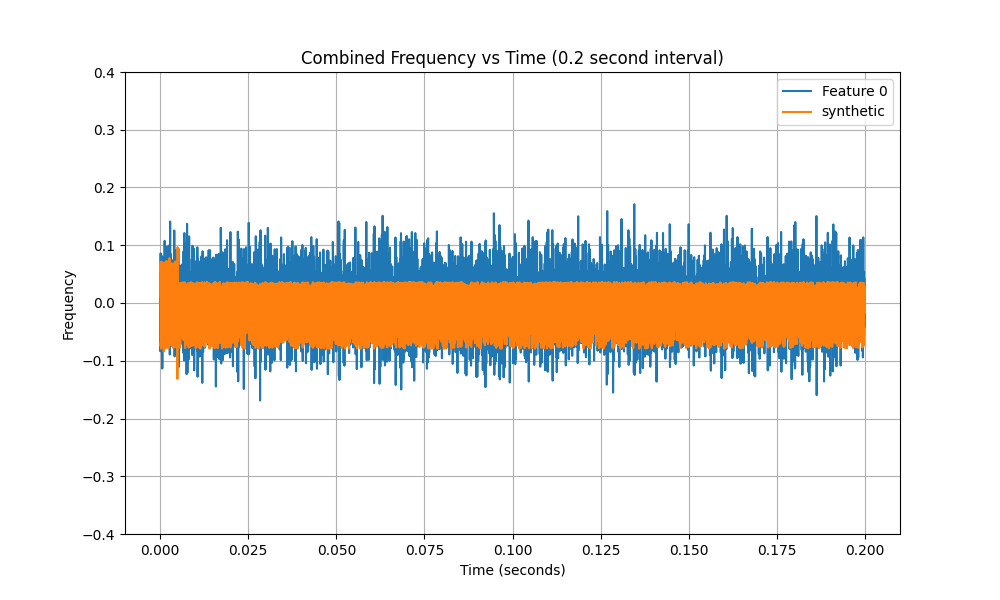 Combined Frequency vs Time (0.2 second interval)
Feature 0
synthetic
Frequency
0.4
0.3
0.2
0.1
0.0
−0.1
−0.2
−0.3
−0.4
0.000 0.025 0.050 0.075 0.100 0.125 0.150 0.175 0.200
Time (seconds)